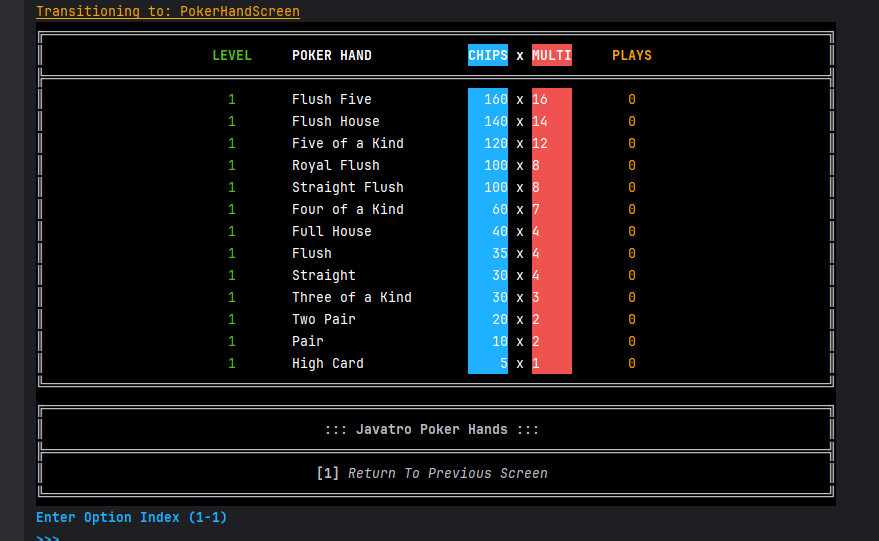 Transitioning to: PokerHandScreen
LEVEL POKER HAND CHIPS x MULTI PLAYS
1 Flush Five 160 x 16 0
1 Flush House 140 x 14 0
1 Five of a Kind 120 x 12 0
1 Royal Flush 100 x 8 0
1 Straight Flush 100 x 8 0
1 Four of a Kind 60 x 7 0
1 Full House 40 x 4 0
1 Flush 35 x 4 0
1 Straight 30 x 4 0
1 Three of a Kind 30 x 3 0
1 Two Pair 20 x 2 0
1 Pair 10 x 2 0
1 High Card 5 x 1 0
::: Javatro Poker Hands :::
[1] Return To Previous Screen
Enter Option Index (1-1)
>>>